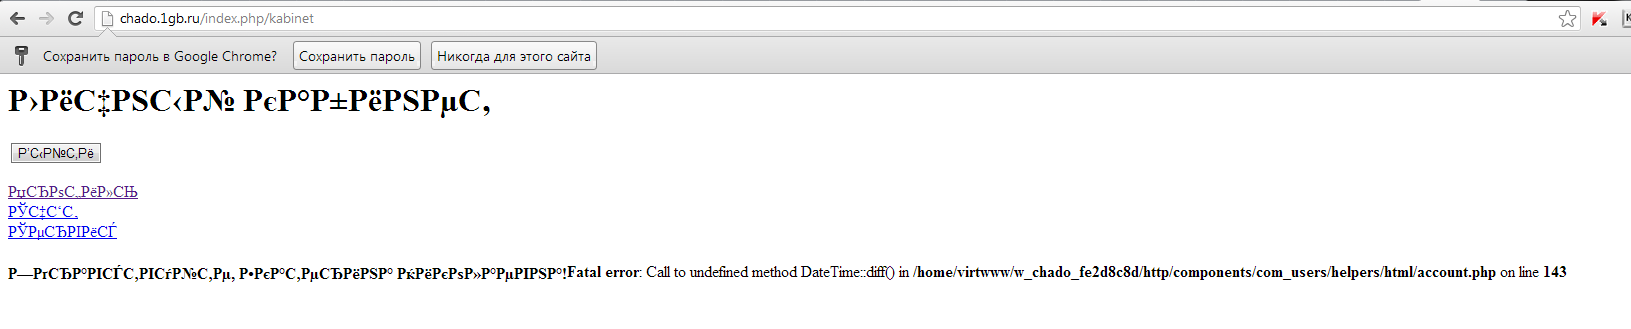 chado.1gb.ru/index.php/kabinet
Сохранить пароль в Google Chrome? Сохранить пароль Никогда для этого сайта
Р›РёС‡РЅС‹Р№ РєР°Р±РёРЅРµС‚
Р’С‹Р№С‚Рё
РџСЂРѕС„РёР»СЊ
РЎС‡С‘С‚
РЎРµСЂРІРёСЃ
Р—РґСЂР°РІСЃС‚РІСѓР№С‚Рµ, Р•РєР°С‚РµСЂРёРЅР° РќРёРєРѕР»Р°РµРІРЅР°!Fatal error: Call to undefined method DateTime::diff() in /home/virtwww/w_chado_fe2d8c8d/http/components/com_users/helpers/html/account.php on line 143